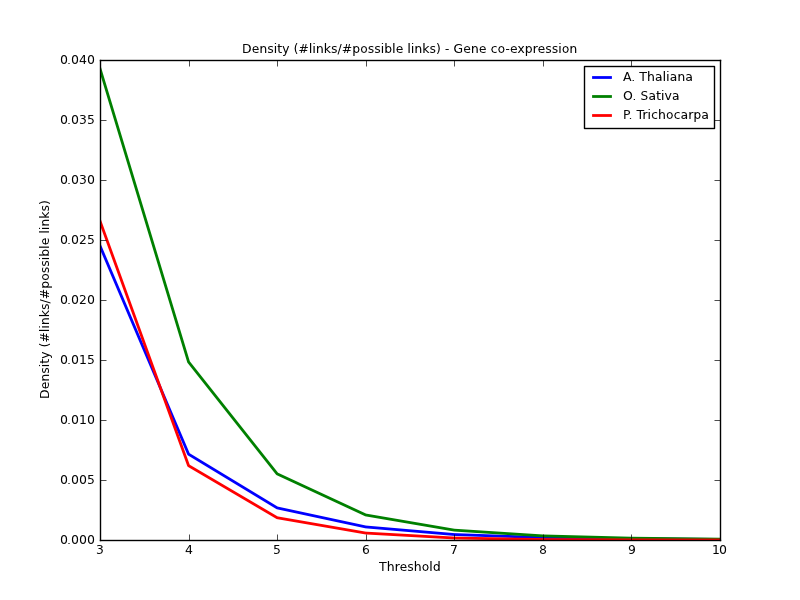 Density (#links/#possible links) - Gene co-expression
0.040
0.035
0.030
0.025
0.020
0.015
0.010
0.005
0.000
Density (#links/#possible links)
A. Thaliana
O. Sativa
P. Trichocarpa
3 4 5 6 7 8 9 10
Threshold